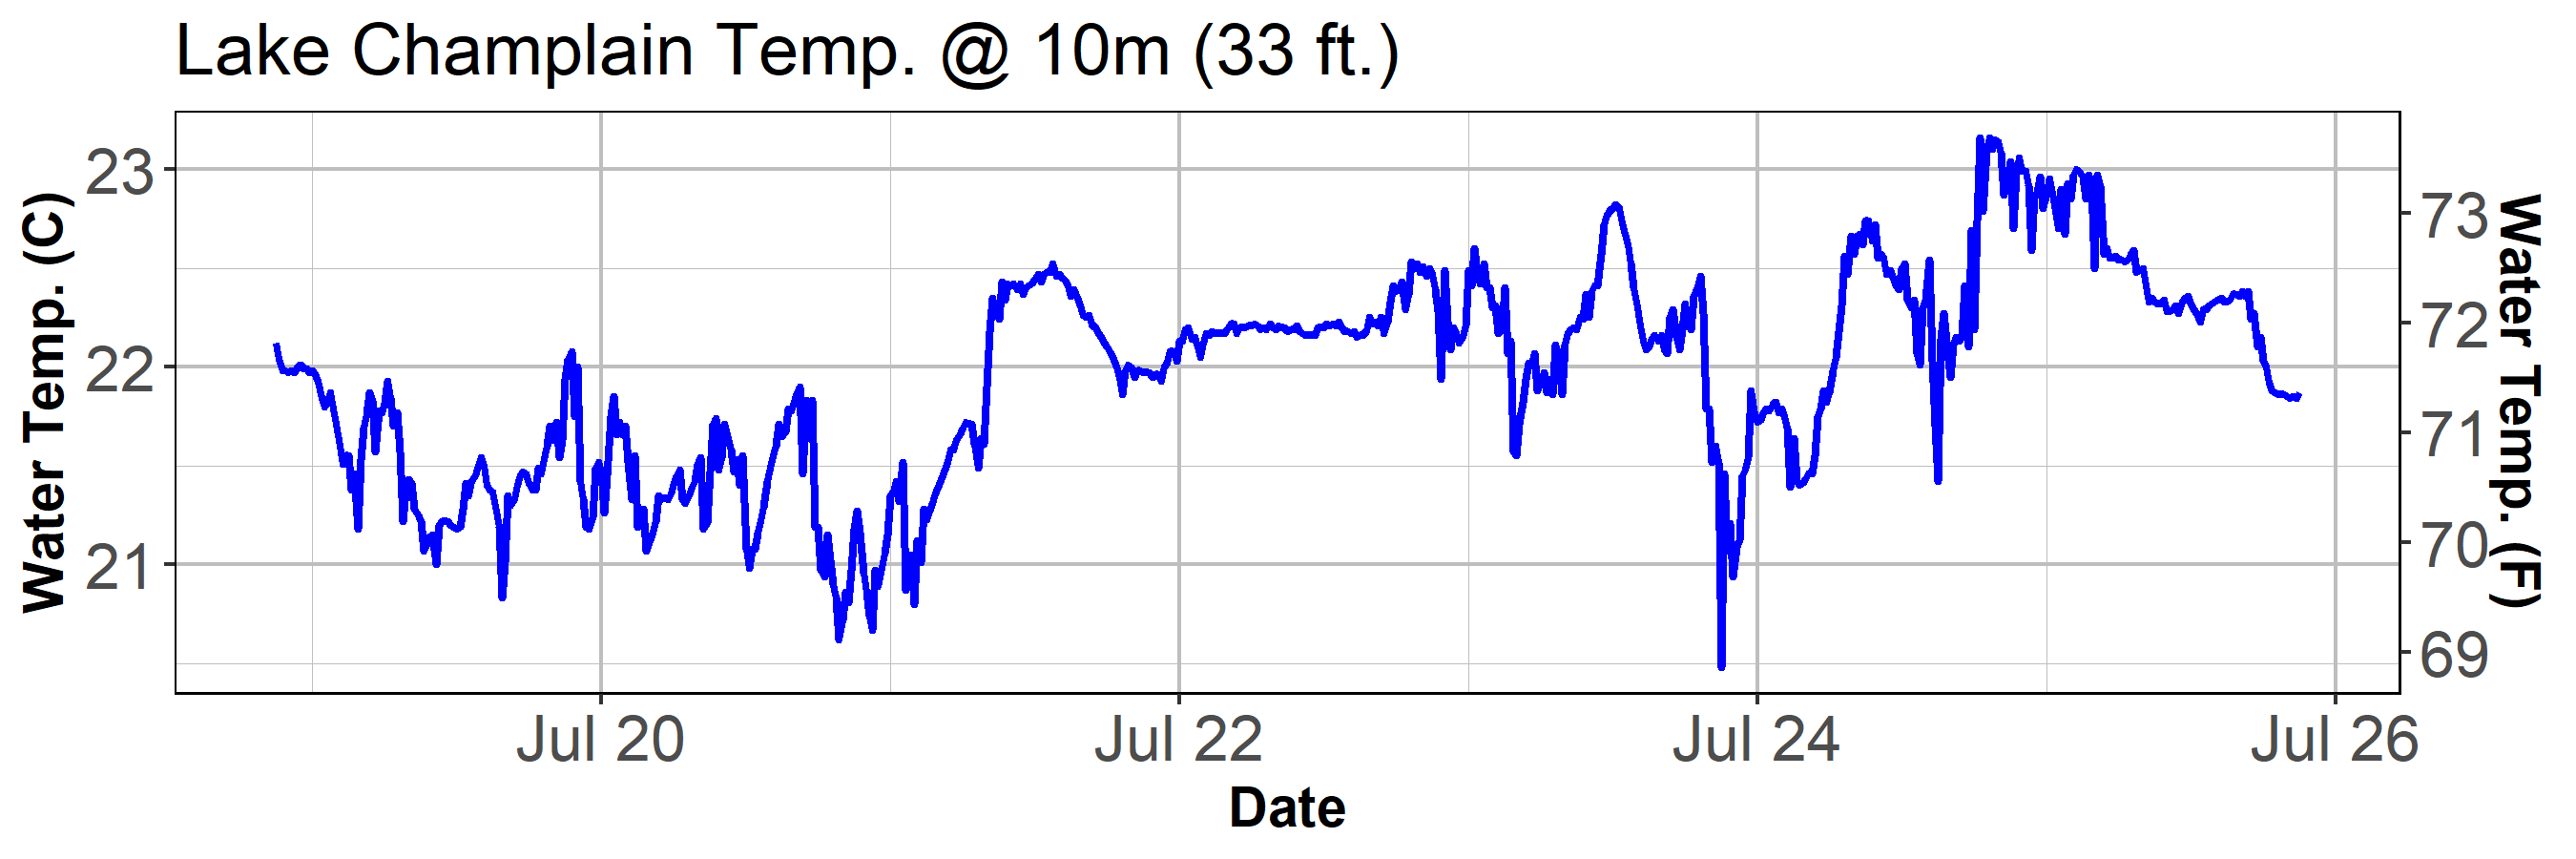 Lake Champlain Temp. @ 10m (33 ft.)
Water Temp. (C)
23
22
21
73
72
71
70
69
Water Temp. (F)
Jul 20
Jul 22
Jul 24
Jul 26
Date